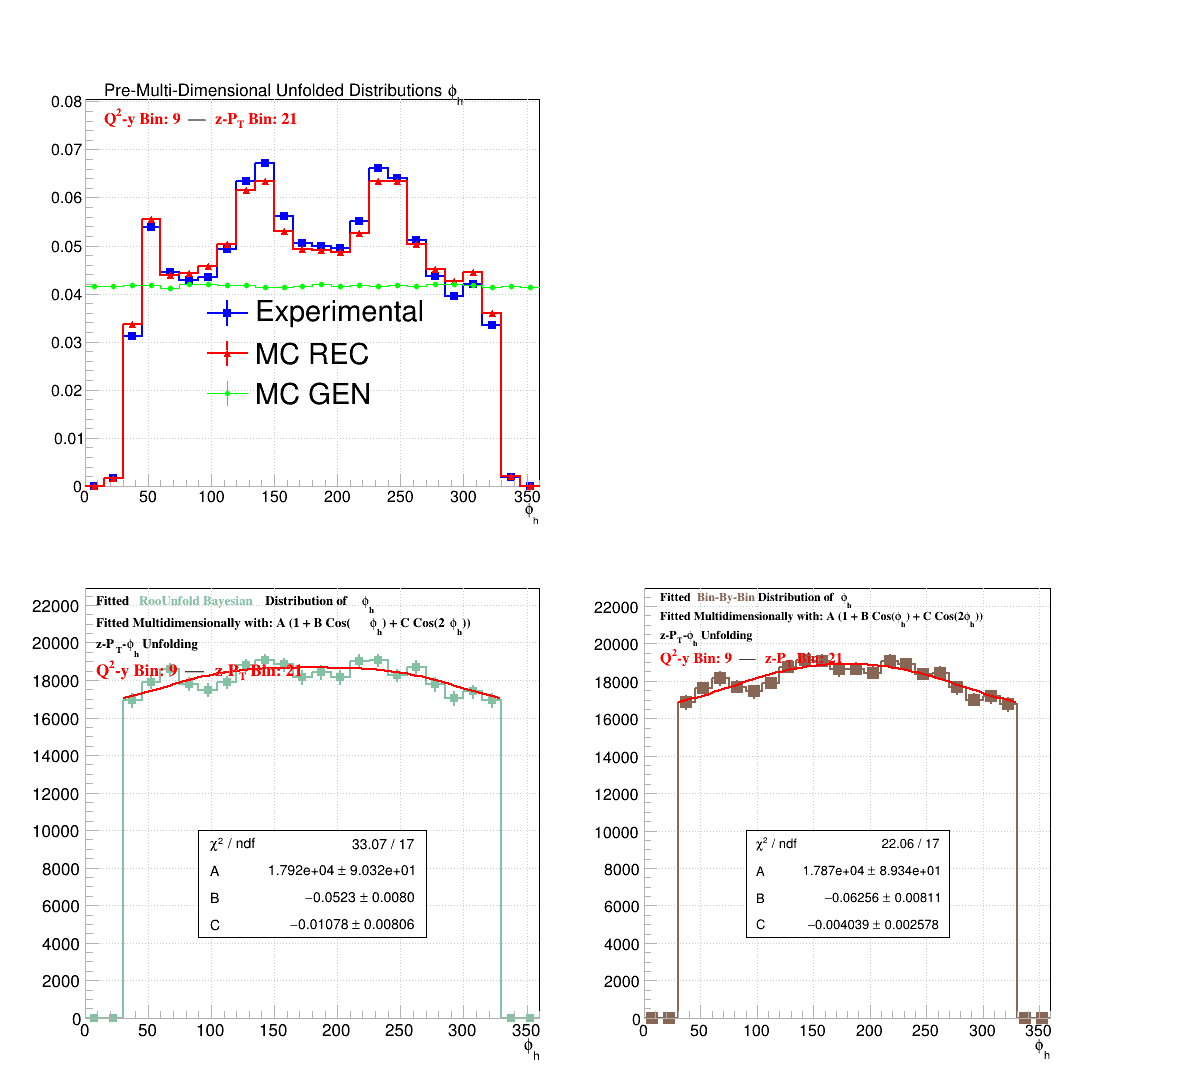 Pre-Multi-Dimensional Unfolded Distributions ϕh
Q2-y Bin: 9 — z-PT Bin: 21
0.08
0.07
0.06
0.05
0.04
0.03
0.02
0.01
0
Experimental
MC REC
MC GEN
0 50 100 150 200 250 300 350
ϕh
Fitted RooUnfold Bayesian Distribution of ϕh
Fitted Multidimensionally with: A (1 + B Cos(ϕh) + C Cos(2 ϕh))
z-PT-ϕh Unfolding
Q2-y Bin: 9 — z-PT Bin: 21
22000
20000
18000
16000
14000
12000
10000
8000
6000
4000
2000
0
χ2 / ndf 33.07 / 17
A 1.792e+04 ± 9.032e+01
B −0.0523 ± 0.0080
C −0.01078 ± 0.00806
0 50 100 150 200 250 300 350
ϕh
Fitted Bin-By-Bin Distribution of ϕh
Fitted Multidimensionally with: A (1 + B Cos(ϕh) + C Cos(2ϕh))
z-PT-ϕh Unfolding
Q2-y Bin: 9 — z-PT Bin: 21
22000
20000
18000
16000
14000
12000
10000
8000
6000
4000
2000
0
χ2 / ndf 22.06 / 17
A 1.787e+04 ± 8.934e+01
B −0.06256 ± 0.00811
C −0.004039 ± 0.002578
0 50 100 150 200 250 300 350
ϕh